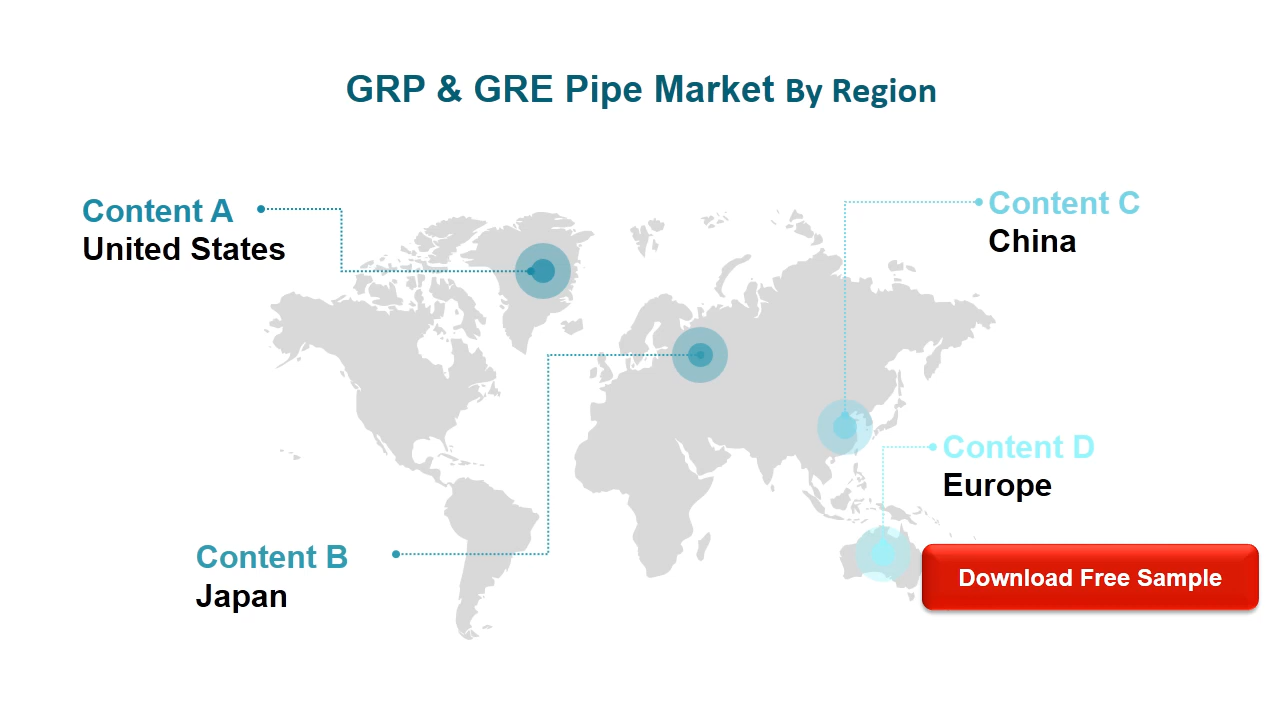 GRP & GRE Pipe Market By Region
Content A
United States
Content C
China
Content D
Europe
Content B
Japan
Download Free Sample